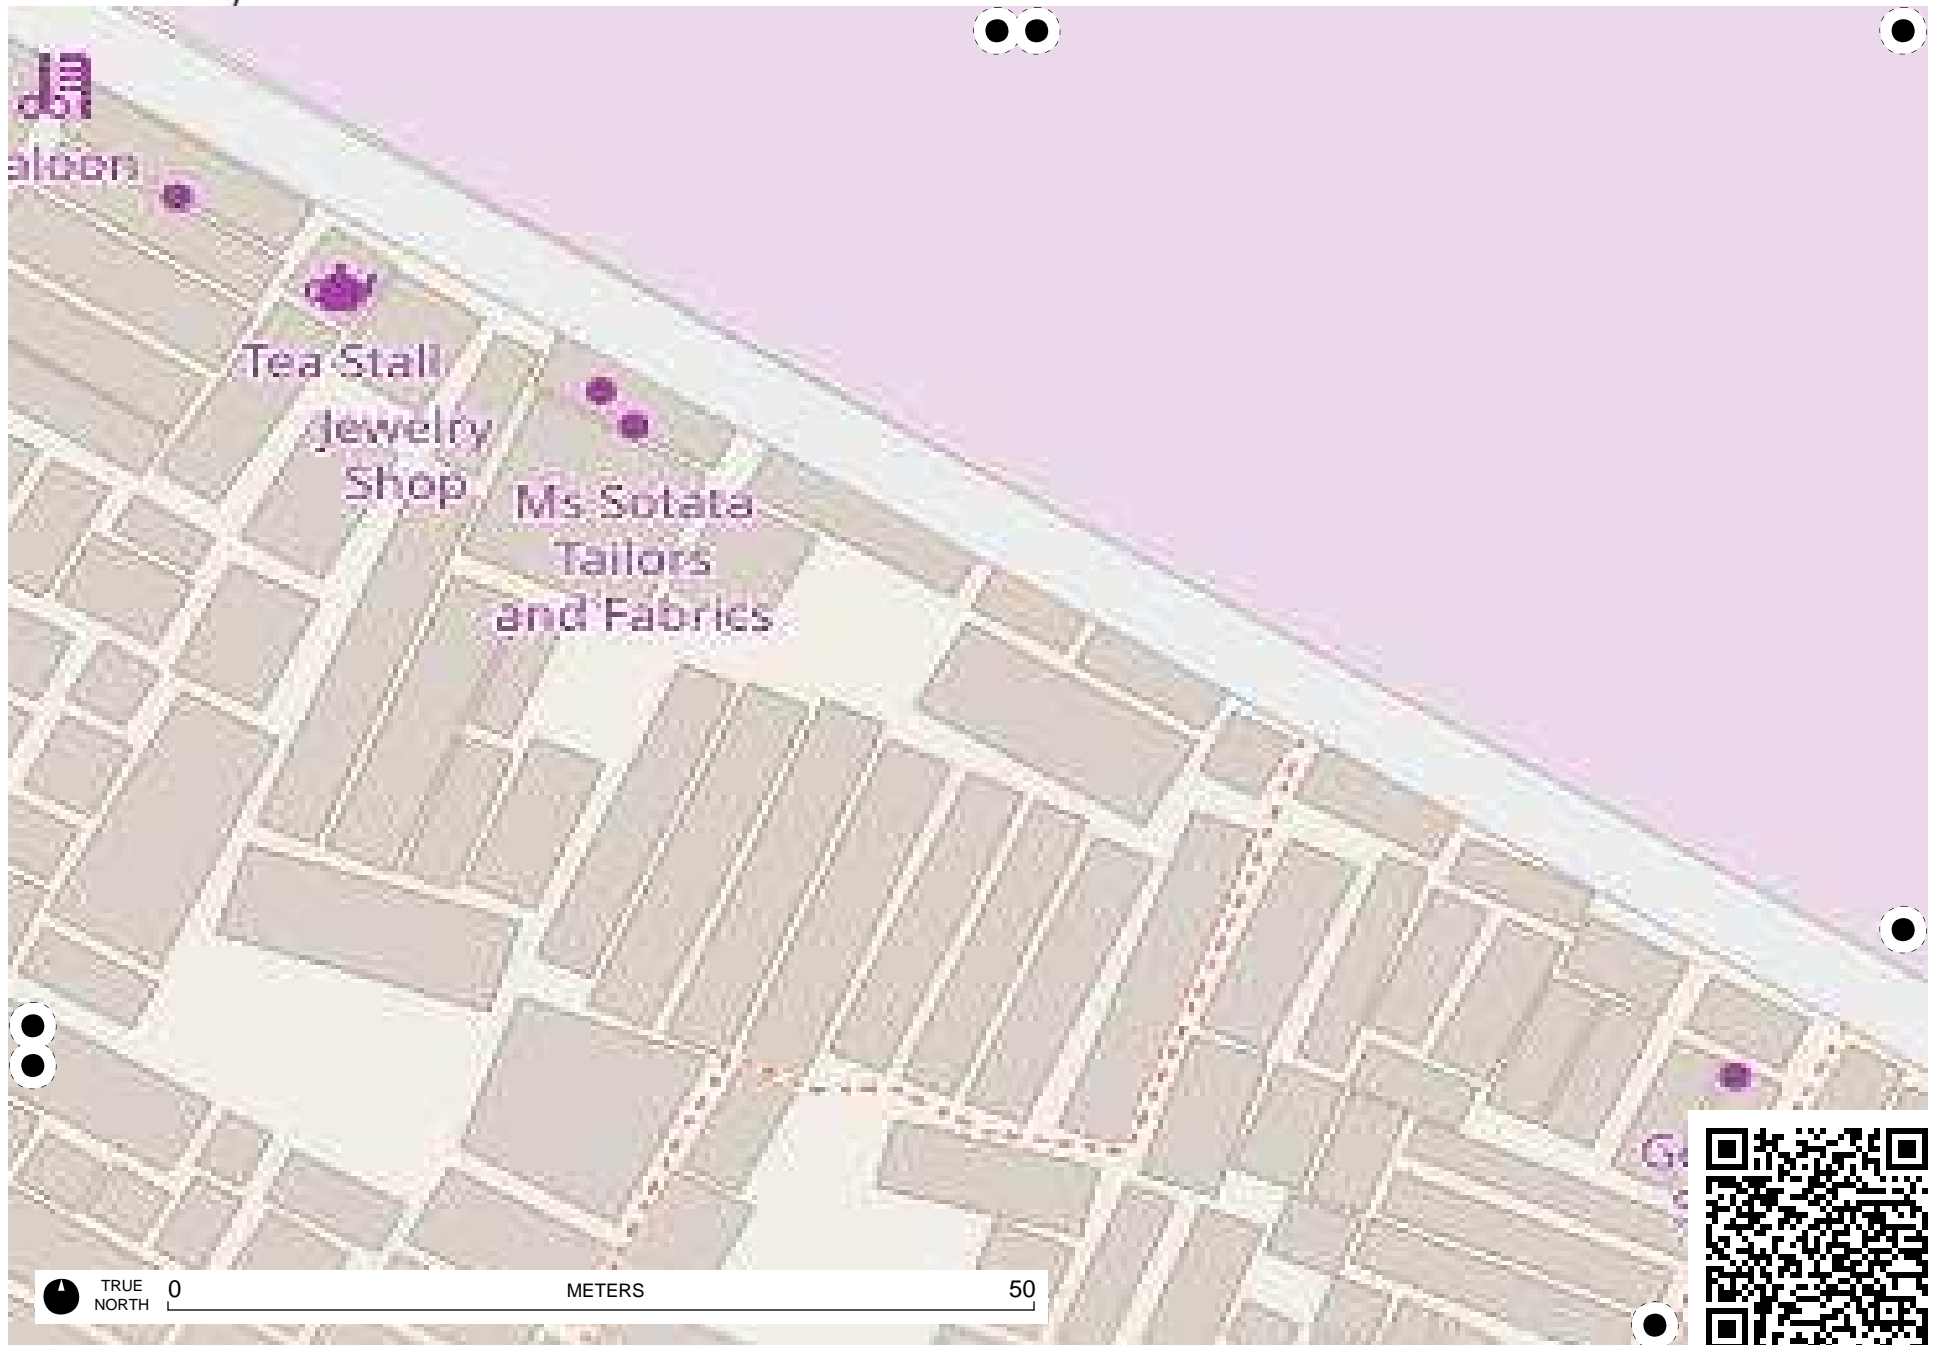 aloon
Tea Stall
Jewelry
Shop
Ms Sotata
Tailors
and Fabrics
TRUE
NORTH
0 METERS 50